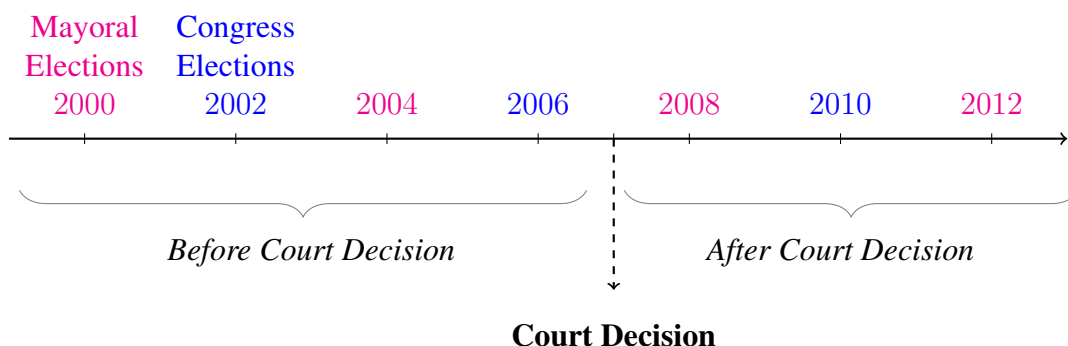 Mayoral Congress
Elections Elections
2000 2002 2004 2006 2008 2010 2012
Before Court Decision After Court Decision
Court Decision